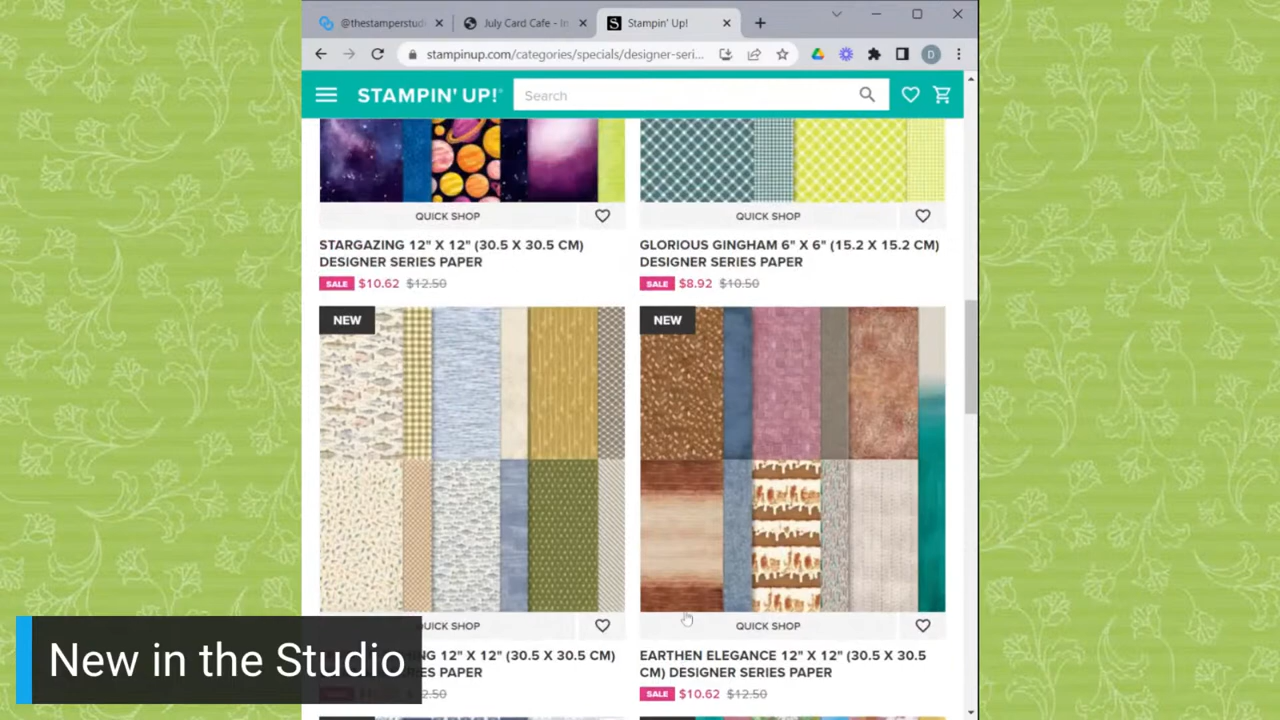 @thestamperstudi
July Card Cafe - In
Stampin' Up!
stampinup.com/categories/specials/designer-seri...
D
STAMPIN' UP!
Search
QUICK SHOP
QUICK SHOP
STARGAZING 12" X 12" (30.5 X 30.5 CM)
DESIGNER SERIES PAPER
SALE $10.62 $12.50
GLORIOUS GINGHAM 6" X 6" (15.2 X 15.2 CM)
DESIGNER SERIES PAPER
SALE $8.92 $10.50
NEW
NEW
QUICK SHOP
QUICK SHOP
12" X 12" (30.5 X 30.5 CM)
PAPER
EARTHEN ELEGANCE 12" X 12" (30.5 X 30.5
CM) DESIGNER SERIES PAPER
SALE $10.62 $12.50
New in the Studio